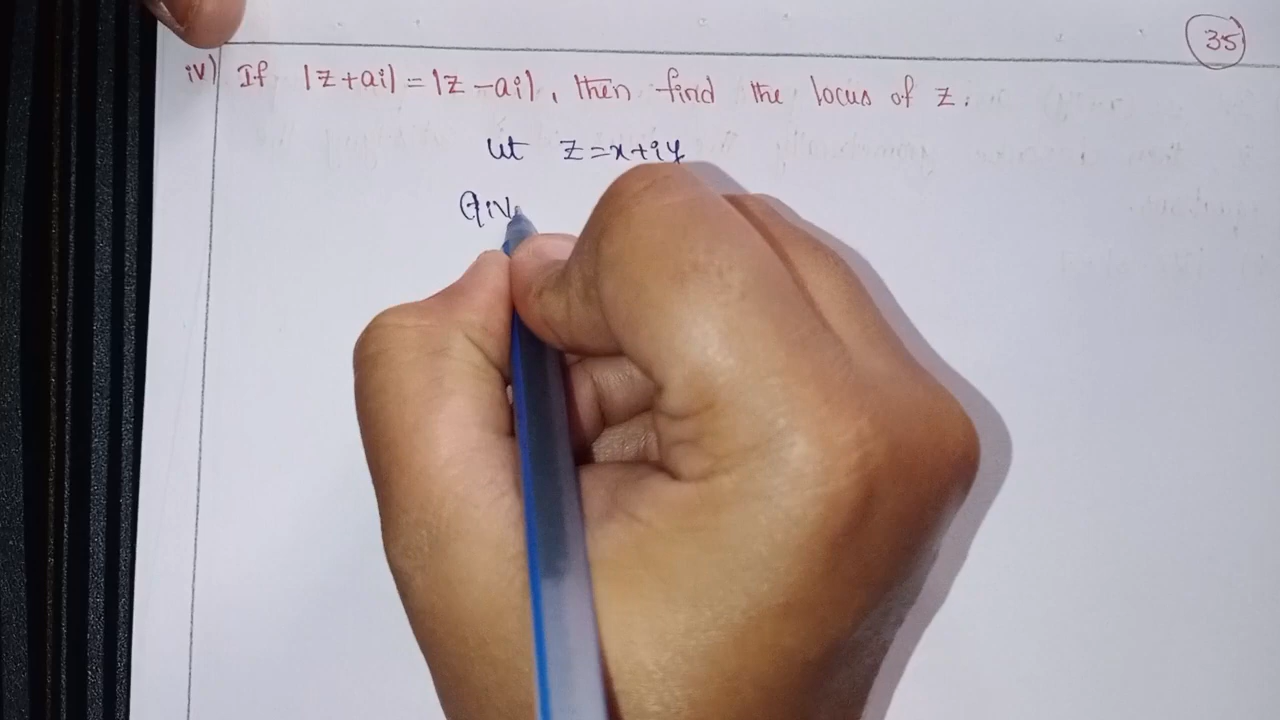 35
iv) If |z+ai|=|z-ai|, then find the locus of z.
let z=x+iy
Giv